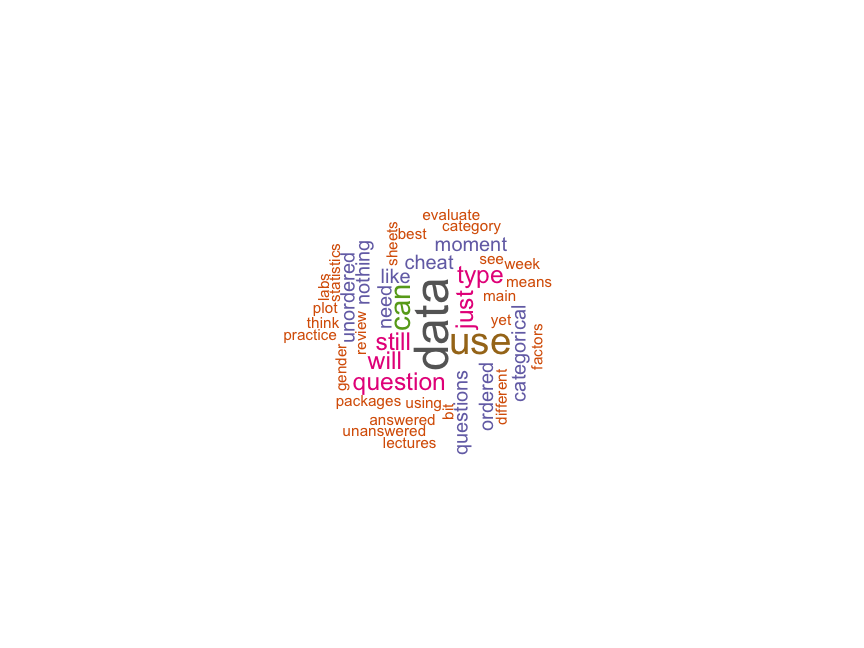 evaluate
category
best
sheets
moment
cheat
see
week
statistics
nothing
unordered
like
type
means
labs
need
can
data
just
main
plot
yet
categorical
think
practice
review
still
use
factors
will
gender
question
ordered
different
questions
packages
using
bit
answered
unanswered
lectures